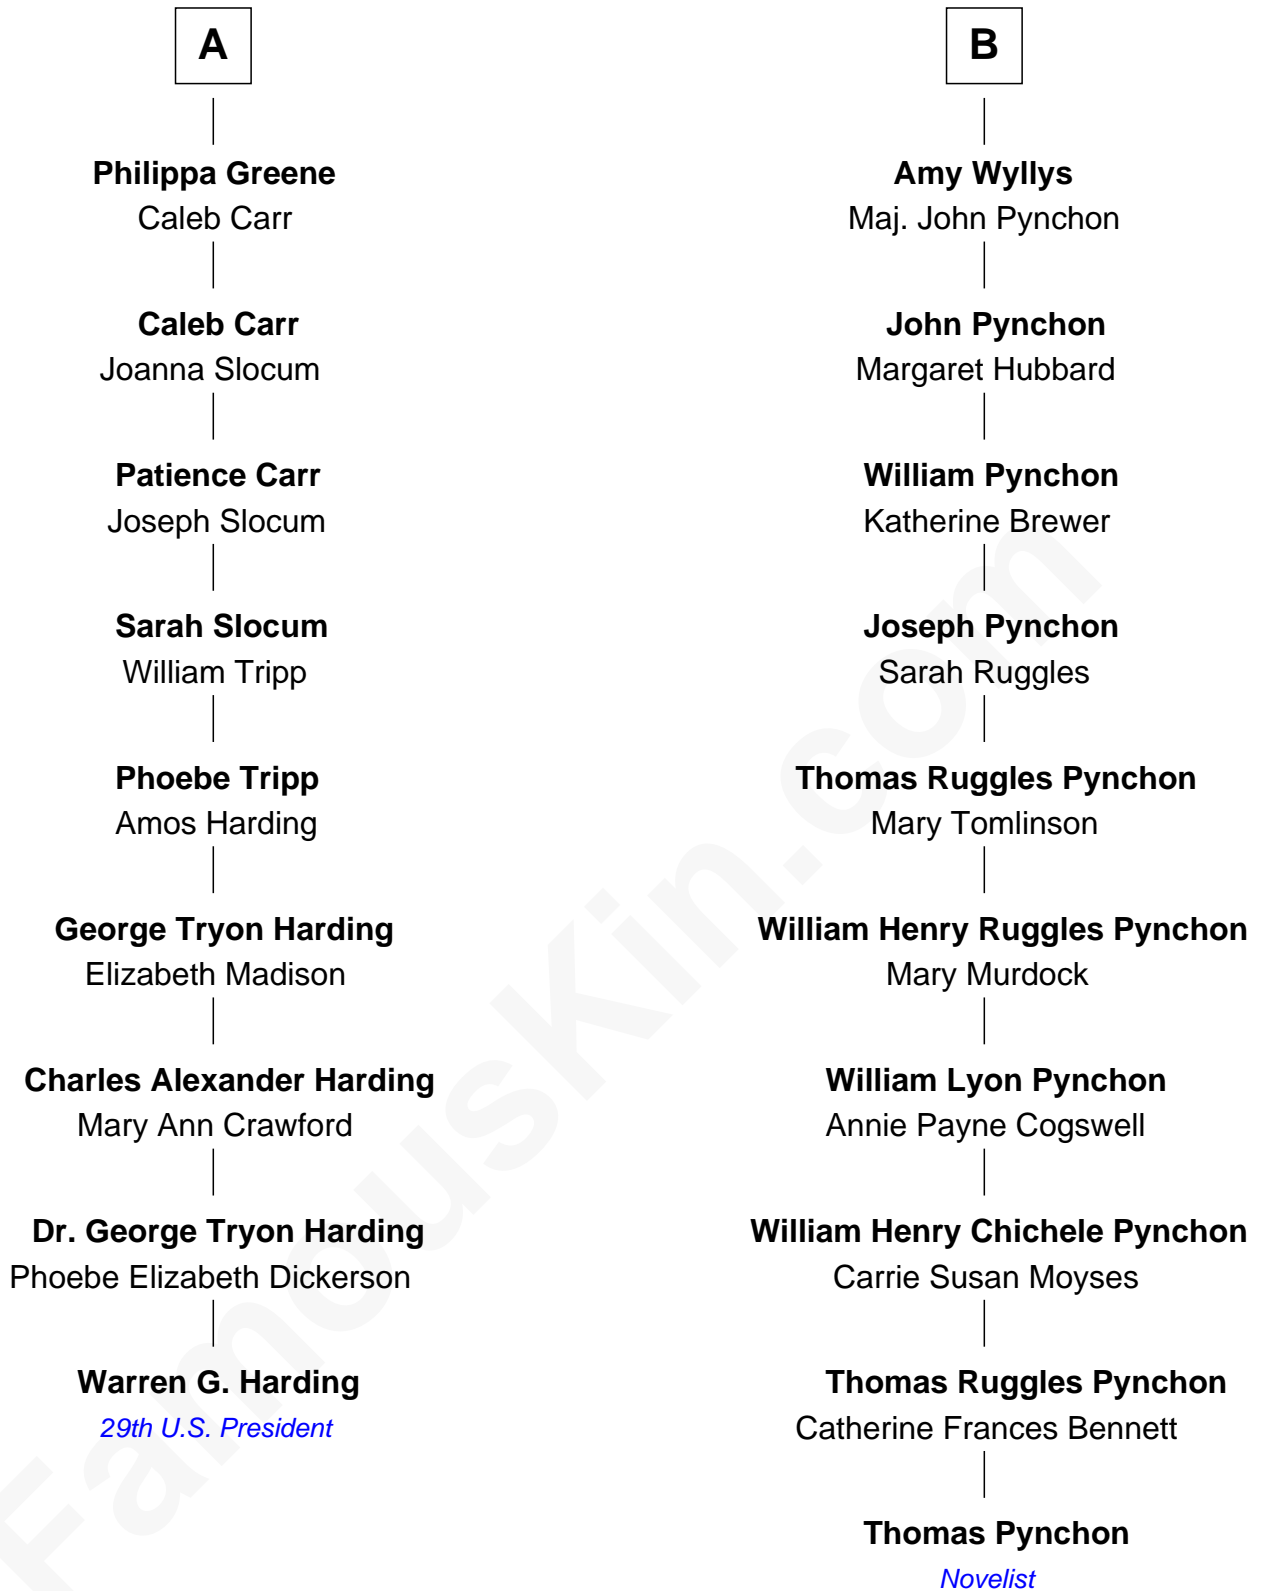 A
Philippa Greene
Caleb Carr
Caleb Carr
Joanna Slocum
Patience Carr
Joseph Slocum
Sarah Slocum
William Tripp
Phoebe Tripp
Amos Harding
George Tryon Harding
Elizabeth Madison
Charles Alexander Harding
Mary Ann Crawford
Dr. George Tryon Harding
Phoebe Elizabeth Dickerson
Warren G. Harding
29th U.S. President
B
Amy Wyllys
Maj. John Pynchon
John Pynchon
Margaret Hubbard
William Pynchon
Katherine Brewer
Joseph Pynchon
Sarah Ruggles
Thomas Ruggles Pynchon
Mary Tomlinson
William Henry Ruggles Pynchon
Mary Murdock
William Lyon Pynchon
Annie Payne Cogswell
William Henry Chichele Pynchon
Carrie Susan Moyses
Thomas Ruggles Pynchon
Catherine Frances Bennett
Thomas Pynchon
Novelist
FamousKin.com